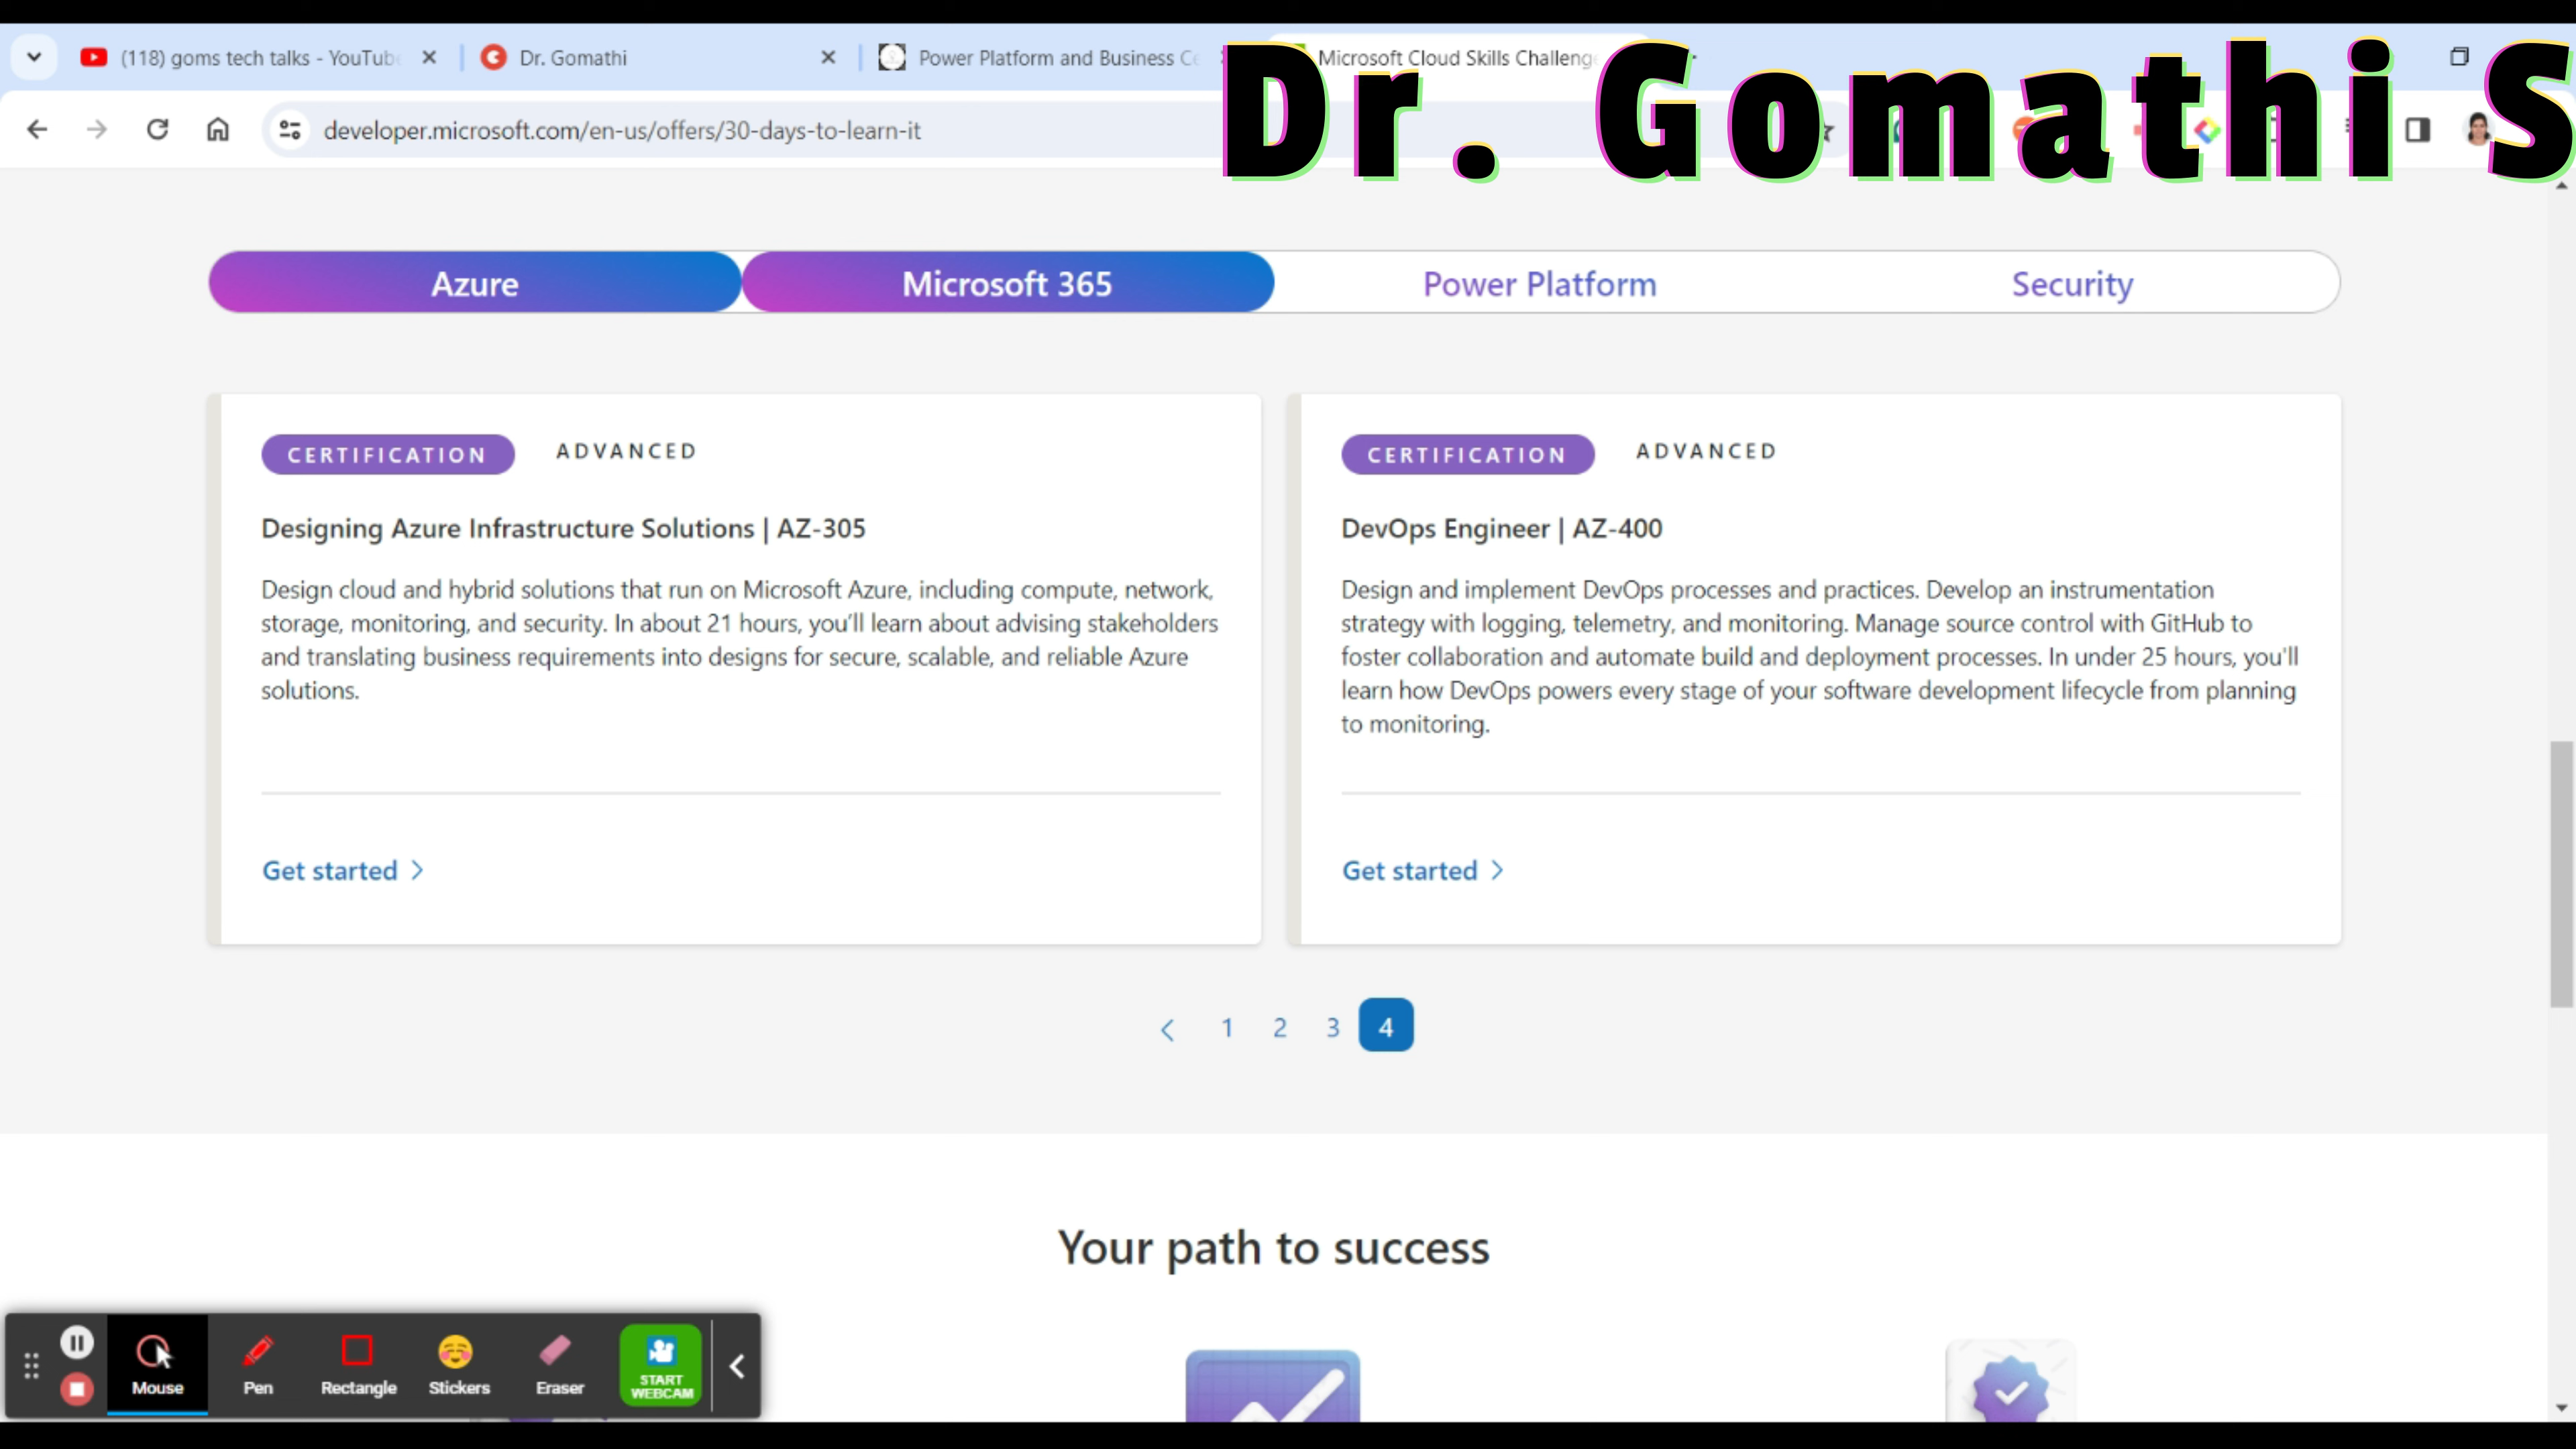 (118) goms tech talks - YouTub
Dr. Gomathi
Power Platform and Business Ce
Microsoft Cloud Skills Challeng
Dr. Gomathi S
developer.microsoft.com/en-us/offers/30-days-to-learn-it
Azure
Microsoft 365
Power Platform
Security
CERTIFICATION ADVANCED
Designing Azure Infrastructure Solutions | AZ-305
Design cloud and hybrid solutions that run on Microsoft Azure, including compute, network,
storage, monitoring, and security. In about 21 hours, you'll learn about advising stakeholders
and translating business requirements into designs for secure, scalable, and reliable Azure
solutions.
Get started
CERTIFICATION ADVANCED
DevOps Engineer | AZ-400
Design and implement DevOps processes and practices. Develop an instrumentation
strategy with logging, telemetry, and monitoring. Manage source control with GitHub to
foster collaboration and automate build and deployment processes. In under 25 hours, you'll
learn how DevOps powers every stage of your software development lifecycle from planning
to monitoring.
Get started
1 2 3 4
Your path to success
Mouse
Pen
Rectangle
Stickers
Eraser
START
WEBCAM